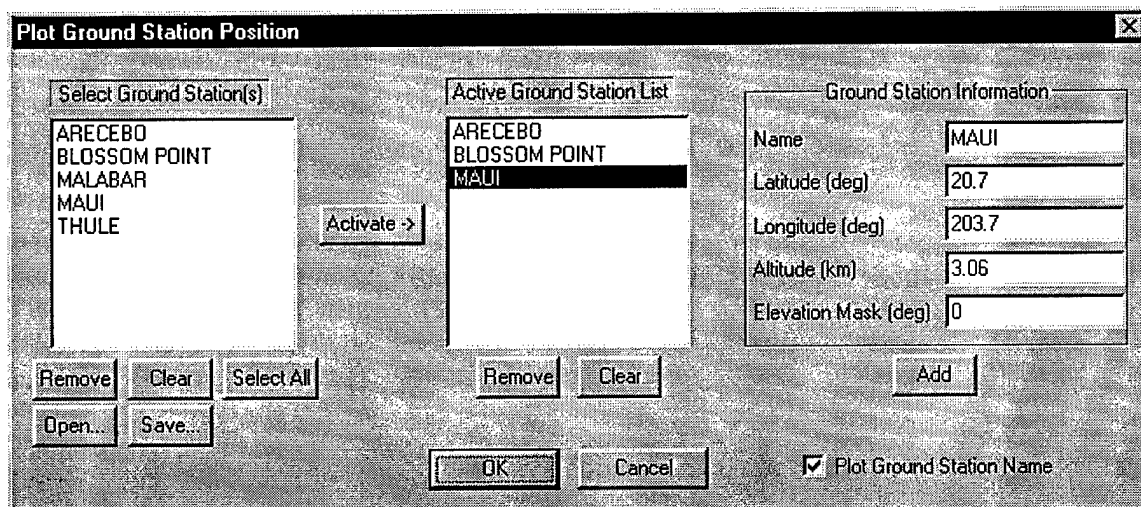 Plot Ground Station Position
Select Ground Station(s)
ARECEBO
BLOSSOM POINT
MALABAR
MAUI
THULE
Activate ->
Remove
Clear
Select All
Open...
Save...
Active Ground Station List
ARECEBO
BLOSSOM POINT
MAUI
Remove
Clear
Ground Station Information
Name MAUI
Latitude (deg) 20.7
Longitude (deg) 203.7
Altitude (km) 3.06
Elevation Mask (deg) 0
Add
OK
Cancel
Plot Ground Station Name